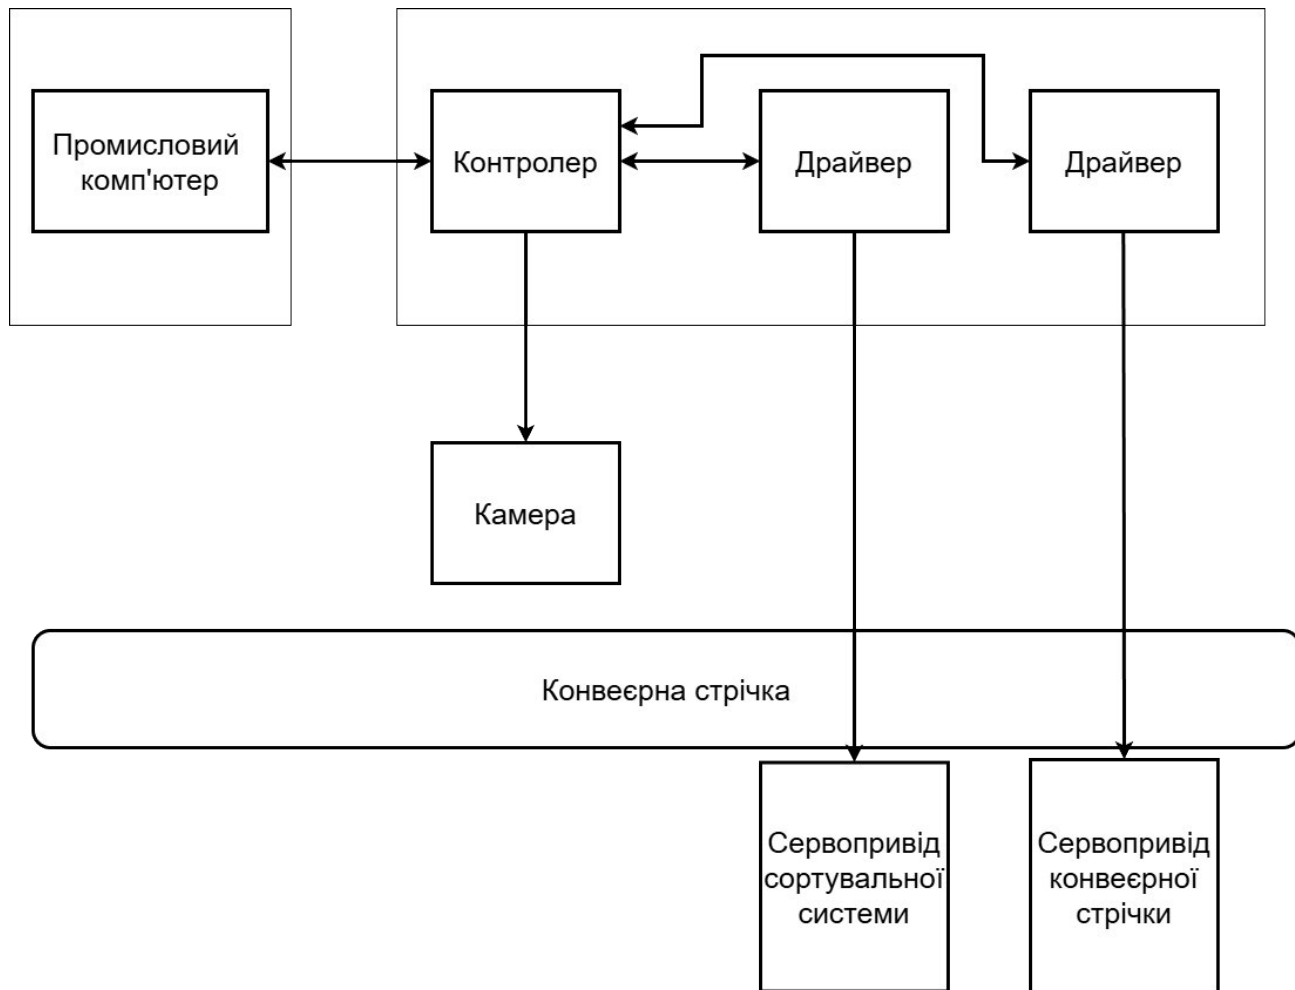 Промисловий
комп'ютер
Контролер
Драйвер
Драйвер
Камера
Конвеєрна стрічка
Сервопривід
сортувальної
системи
Сервопривід
конвеєрної
стрічки